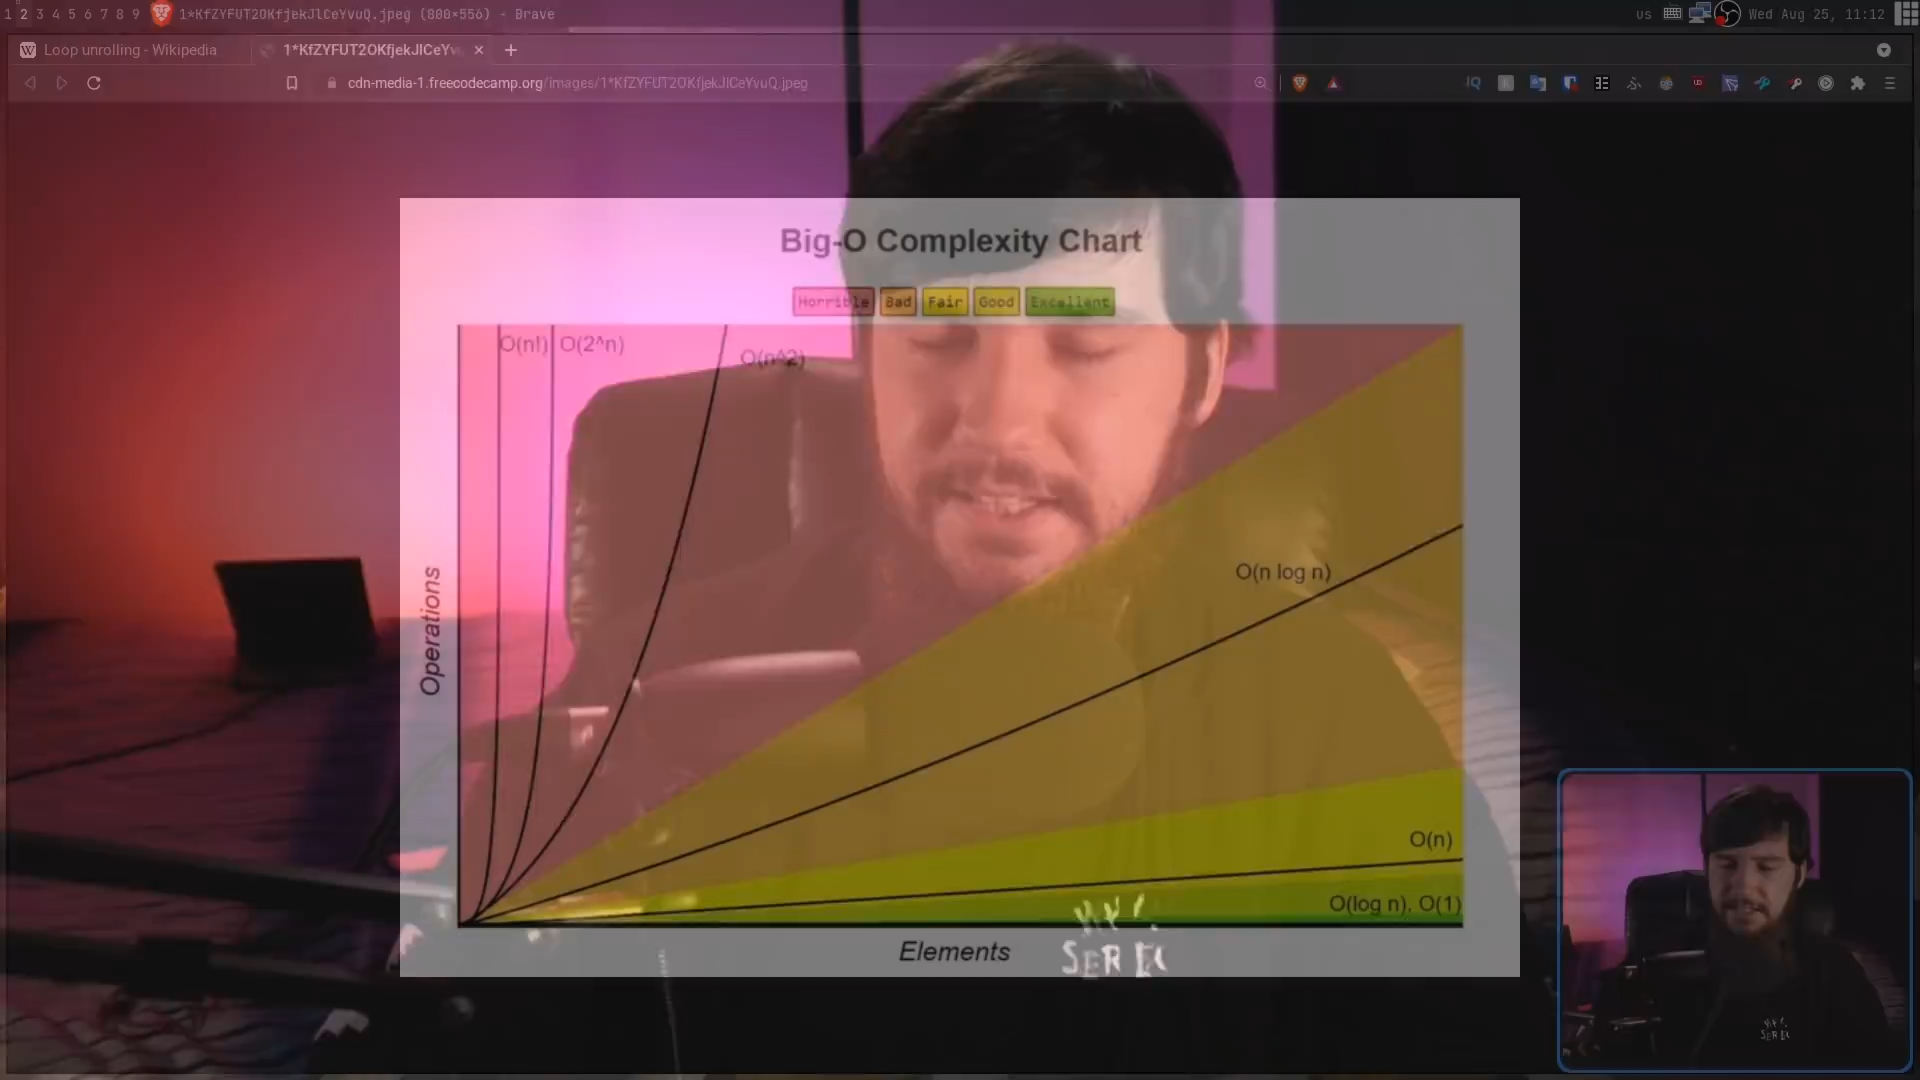 1 2 3 4 5 6 7 8 9 1*KfZYFUT2OKfjekJlCeYvuQ.jpeg (800×556) - Brave us Wed Aug 25, 11:12
Loop unrolling - Wikipedia 1*KfZYFUT2OKfjekJlCeYv
cdn-media-1.freecodecamp.org/images/1*KfZYFUT2OKfjekJlCeYvuQ.jpeg
Big-O Complexity Chart
Horrible Bad Fair Good Excellent
O(n!) O(2^n) O(n^2)
O(n log n)
Operations
O(n)
O(log n), O(1)
Elements